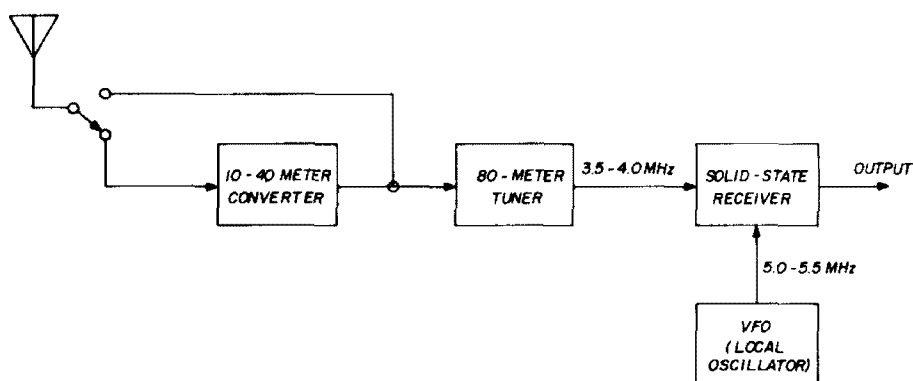 10-40 METER
CONVERTER
80-METER
TUNER
3.5-4.0 MHz
SOLID-STATE
RECEIVER
OUTPUT
5.0-5.5 MHz
VFO
(LOCAL
OSCILLATOR)